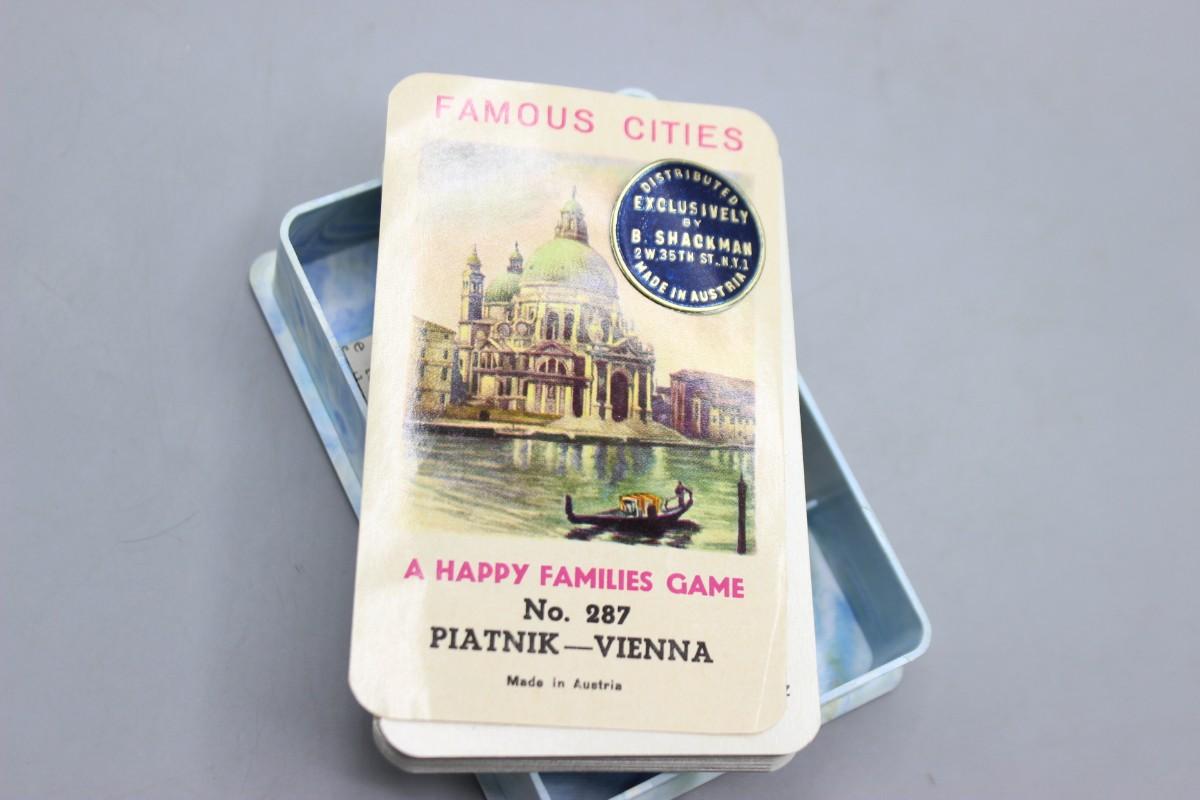 FAMOUS CITIES
DISTRIBUTED
EXCLUSIVELY
BY
B. SHACKMAN
2 W. 35TH ST., N.Y. 1
MADE IN AUSTRIA
A HAPPY FAMILIES GAME
No. 287
PIATNIK — VIENNA
Made in Austria